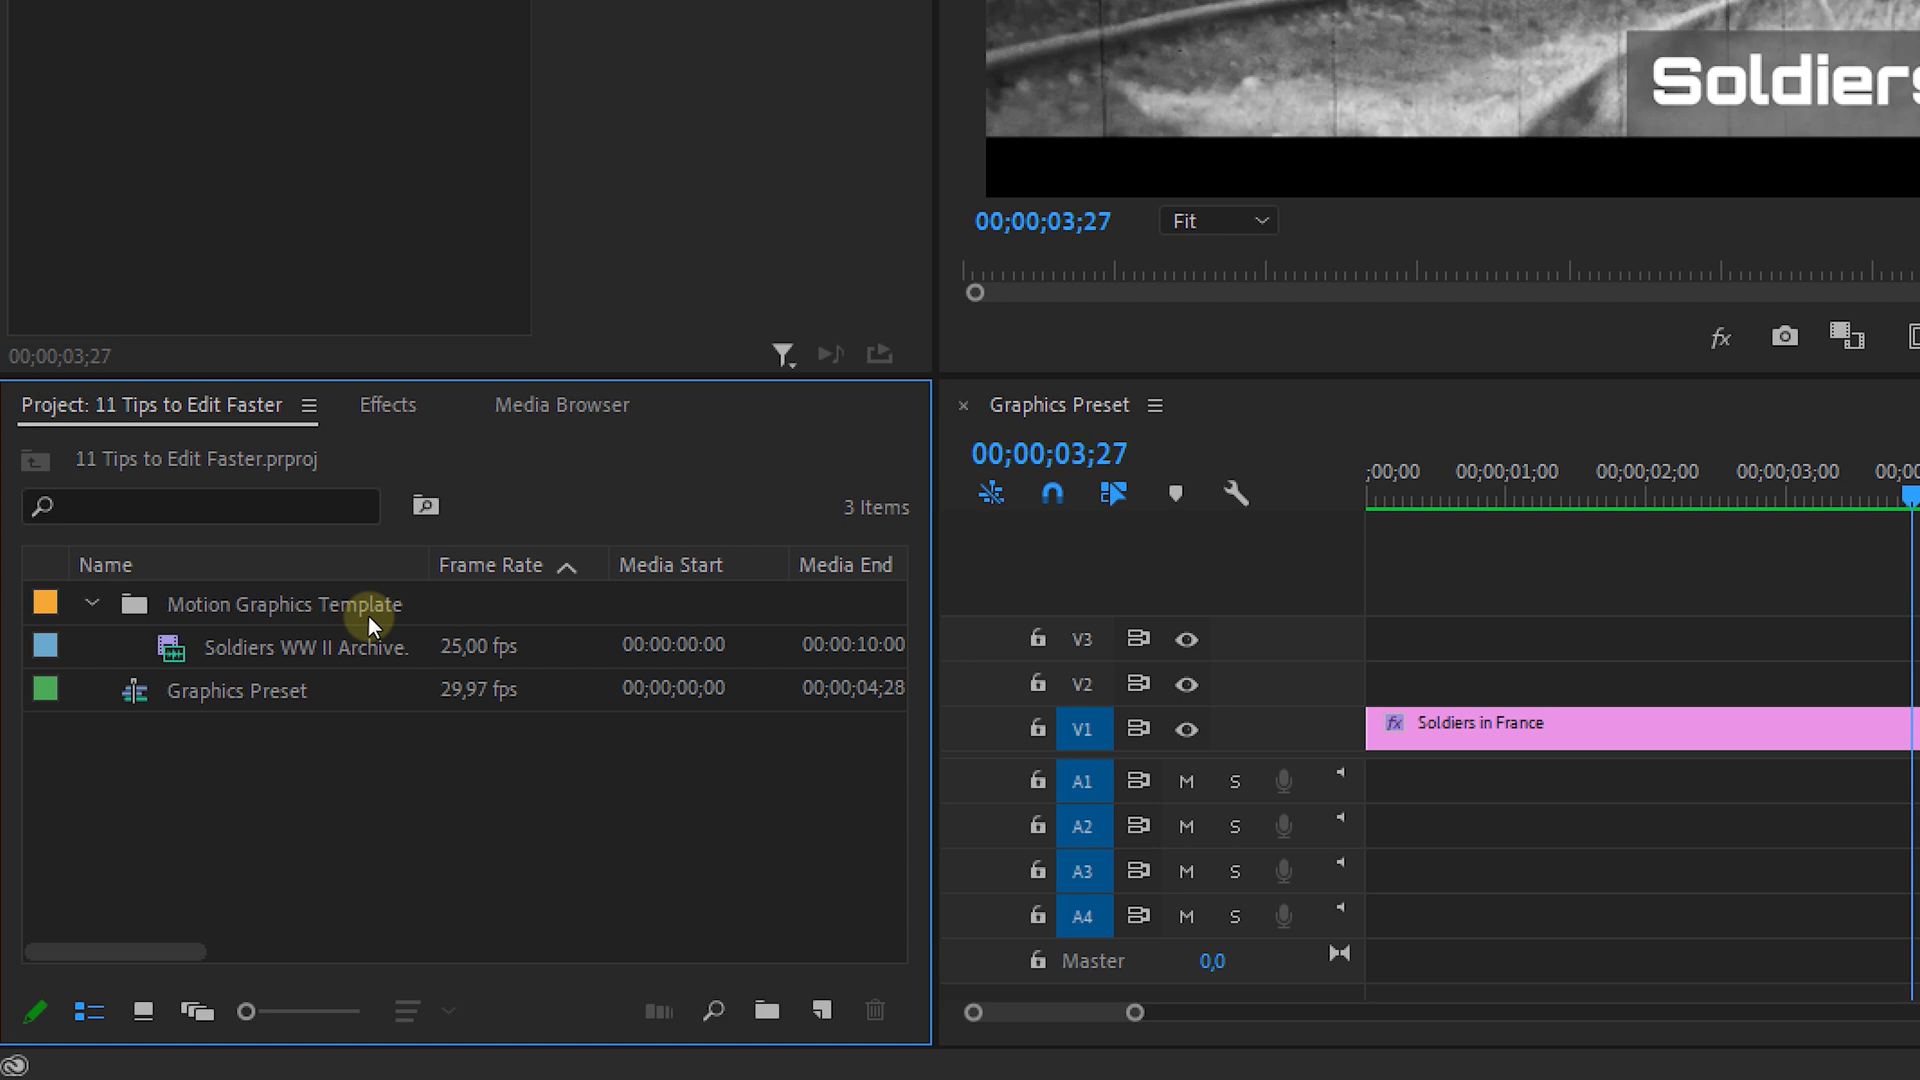 Soldiers
00;00;03;27
Fit
00;00;03;27
fx
Project: 11 Tips to Edit Faster
Effects
Media Browser
11 Tips to Edit Faster.prproj
3 Items
Name
Frame Rate
Media Start
Media End
Motion Graphics Template
Soldiers WW II Archive.
25,00 fps
00:00:00:00
00:00:10:00
Graphics Preset
29,97 fps
00;00;00;00
00;00;04;28
× Graphics Preset
00;00;03;27
;00;00
00;00;01;00
00;00;02;00
00;00;03;00
00;00
V3
V2
V1
fx Soldiers in France
A1 M S
A2 M S
A3 M S
A4 M S
Master 0,0